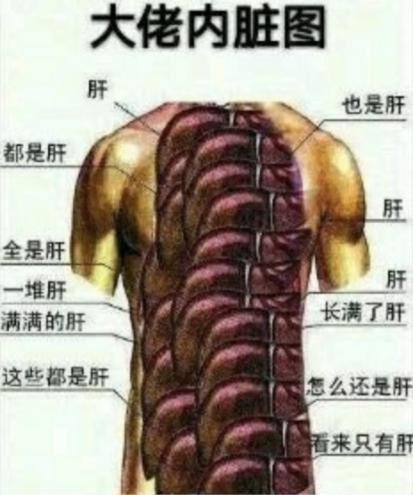 大佬内脏图
肝
也是肝
都是肝
肝
全是肝
肝
一堆肝
长满了肝
满满的肝
这些都是肝
怎么还是肝
看来只有肝